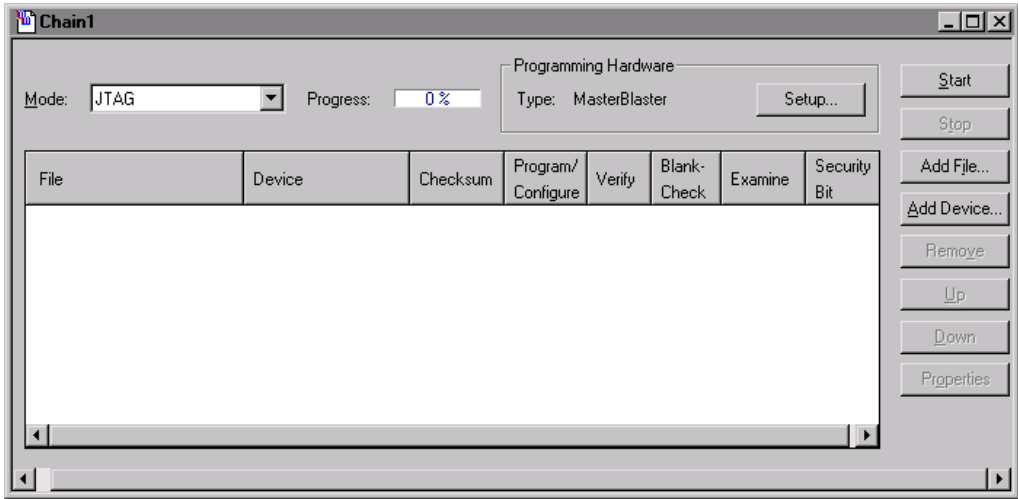 Chain1
Programming Hardware
Mode: JTAG Progress: 0 % Type: MasterBlaster Setup...
Start
Stop
Add File...
Add Device...
Remove
Up
Down
Properties
File Device Checksum Program/ Configure Verify Blank- Check Examine Security Bit